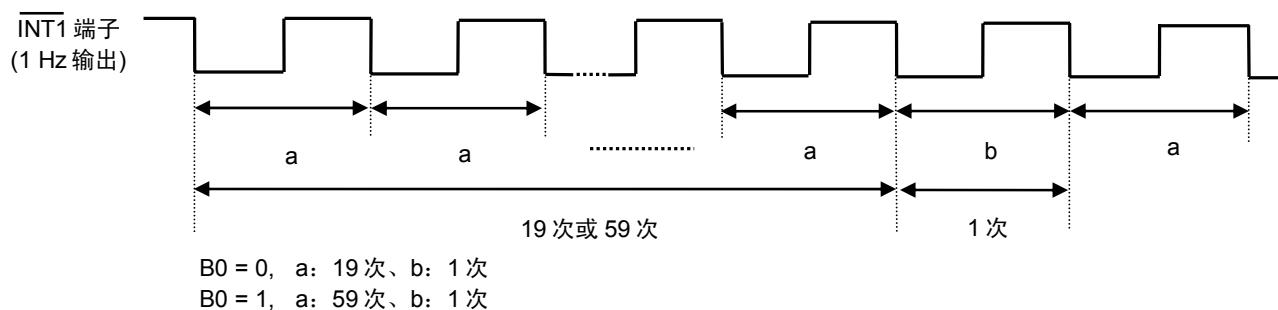 INT1 端子
(1 Hz 输出)
a
a
a
b
a
19 次或 59 次
1 次
B0 = 0, a：19 次、b：1 次
B0 = 1, a：59 次、b：1 次